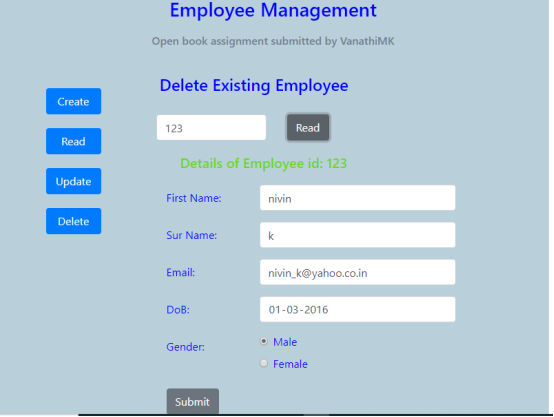 Employee Management
Open book assignment submitted by VanathiMK
Delete Existing Employee
Create
123 Read
Read
Details of Employee id: 123
Update
First Name: nivin
Delete
Sur Name: k
Email: nivin_k@yahoo.co.in
DoB: 01-03-2016
Gender: Male
Female
Submit